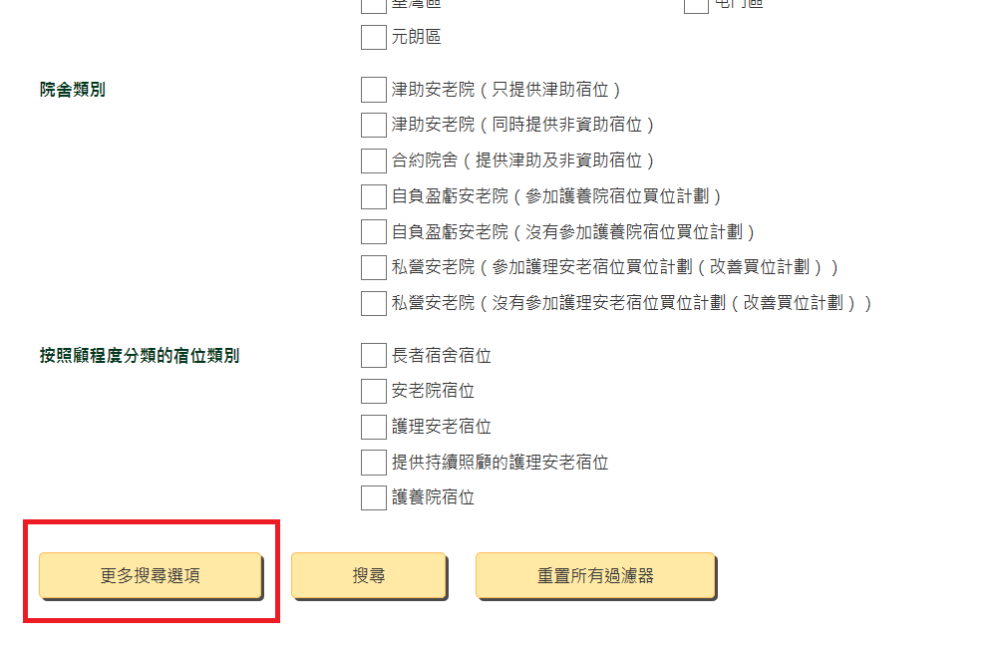 荃灣區
屯門區
元朗區
院舍類別
津助安老院（只提供津助宿位）
津助安老院（同時提供非資助宿位）
合約院舍（提供津助及非資助宿位）
自負盈虧安老院（參加護養院宿位買位計劃）
自負盈虧安老院（沒有參加護養院宿位買位計劃）
私營安老院（參加護理安老宿位買位計劃（改善買位計劃））
私營安老院（沒有參加護理安老宿位買位計劃（改善買位計劃））
按照顧程度分類的宿位類別
長者宿舍宿位
安老院宿位
護理安老宿位
提供持續照顧的護理安老宿位
護養院宿位
更多搜尋選項
搜尋
重置所有過濾器